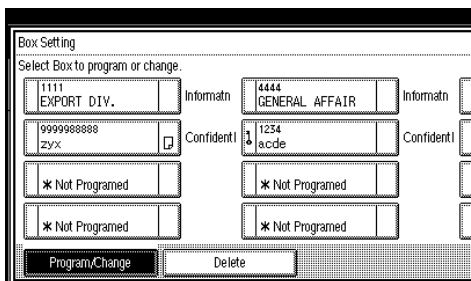 Box Setting
Select Box to program or change.
1111
EXPORT DIV.
Informatn
4444
GENERAL AFFAIR
Informatn
9999988888
zyx
Confidentl
1234
acde
Confidentl
* Not Programed
* Not Programed
* Not Programed
* Not Programed
Program/Change
Delete